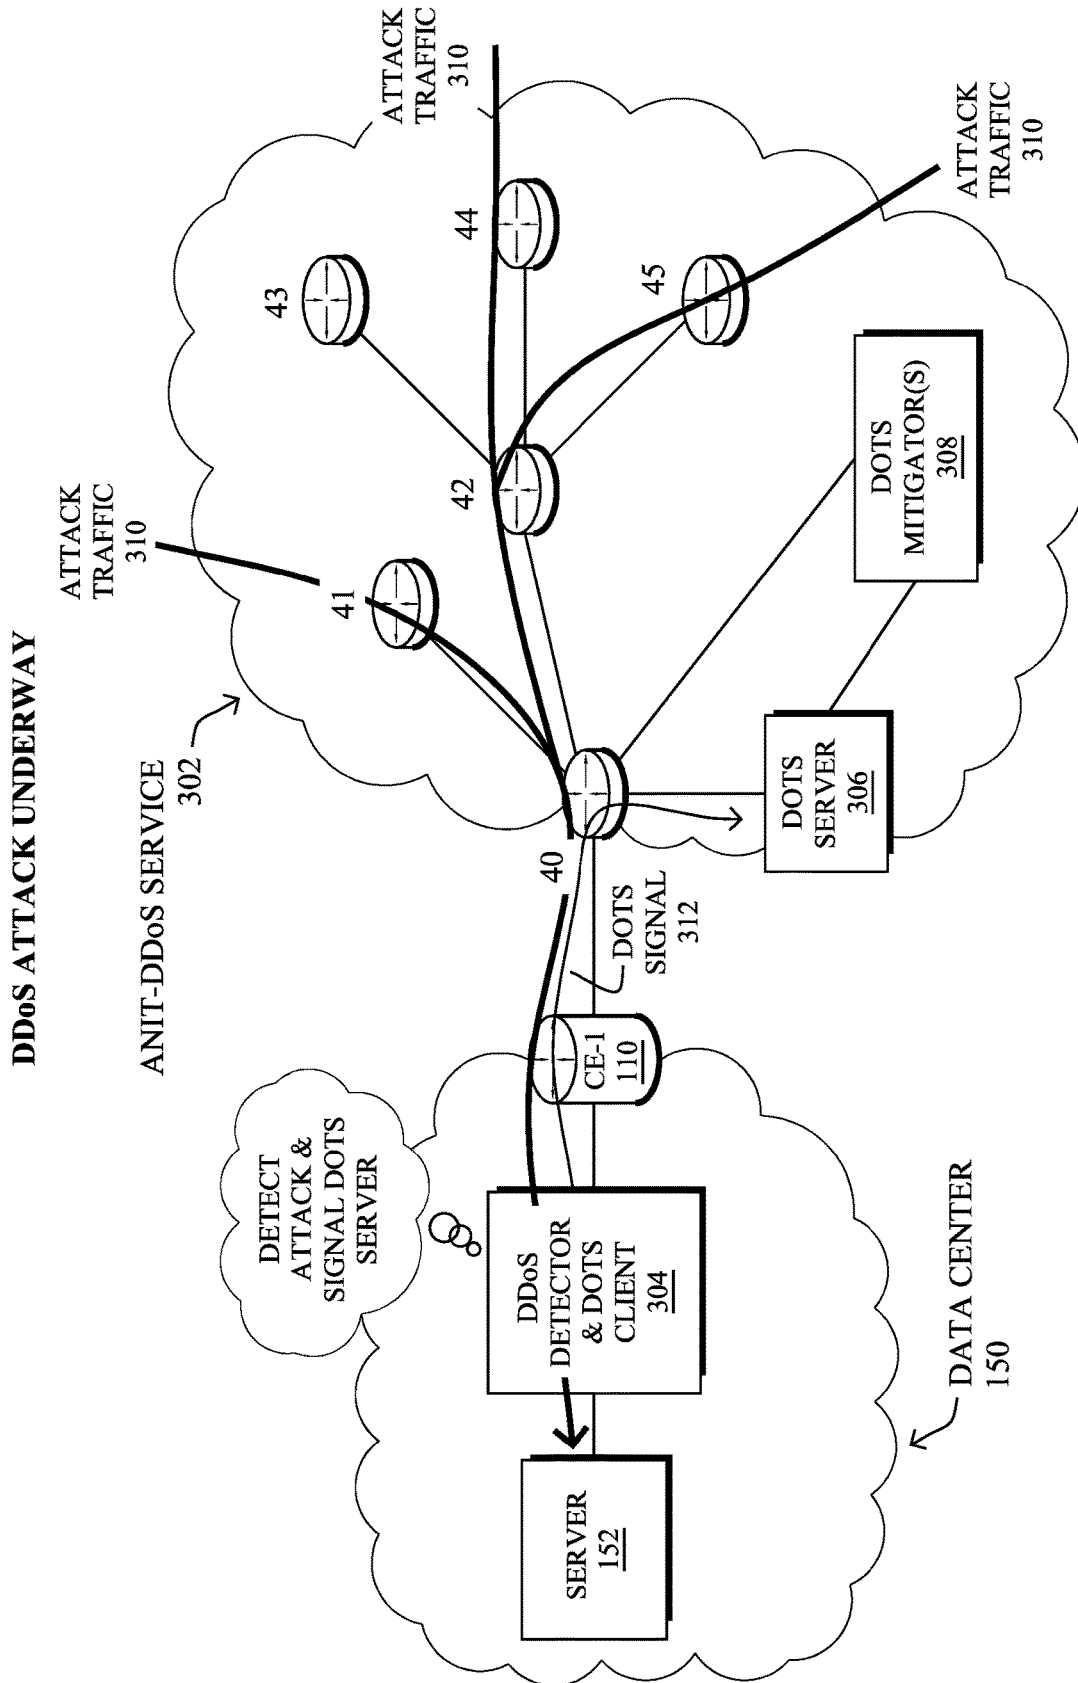 DDoS ATTACK UNDERWAY
ANIT-DDoS SERVICE
302
ATTACK
TRAFFIC
310
ATTACK
TRAFFIC
310
ATTACK
TRAFFIC
310
41
43
44
42
45
40
DETECT
ATTACK &
SIGNAL DOTS
SERVER
DDoS
DETECTOR
& DOTS
CLIENT
304
SERVER
152
CE-1
110
DOTS
SIGNAL
312
DOTS
SERVER
306
DOTS
MITIGATOR(S)
308
DATA CENTER
150